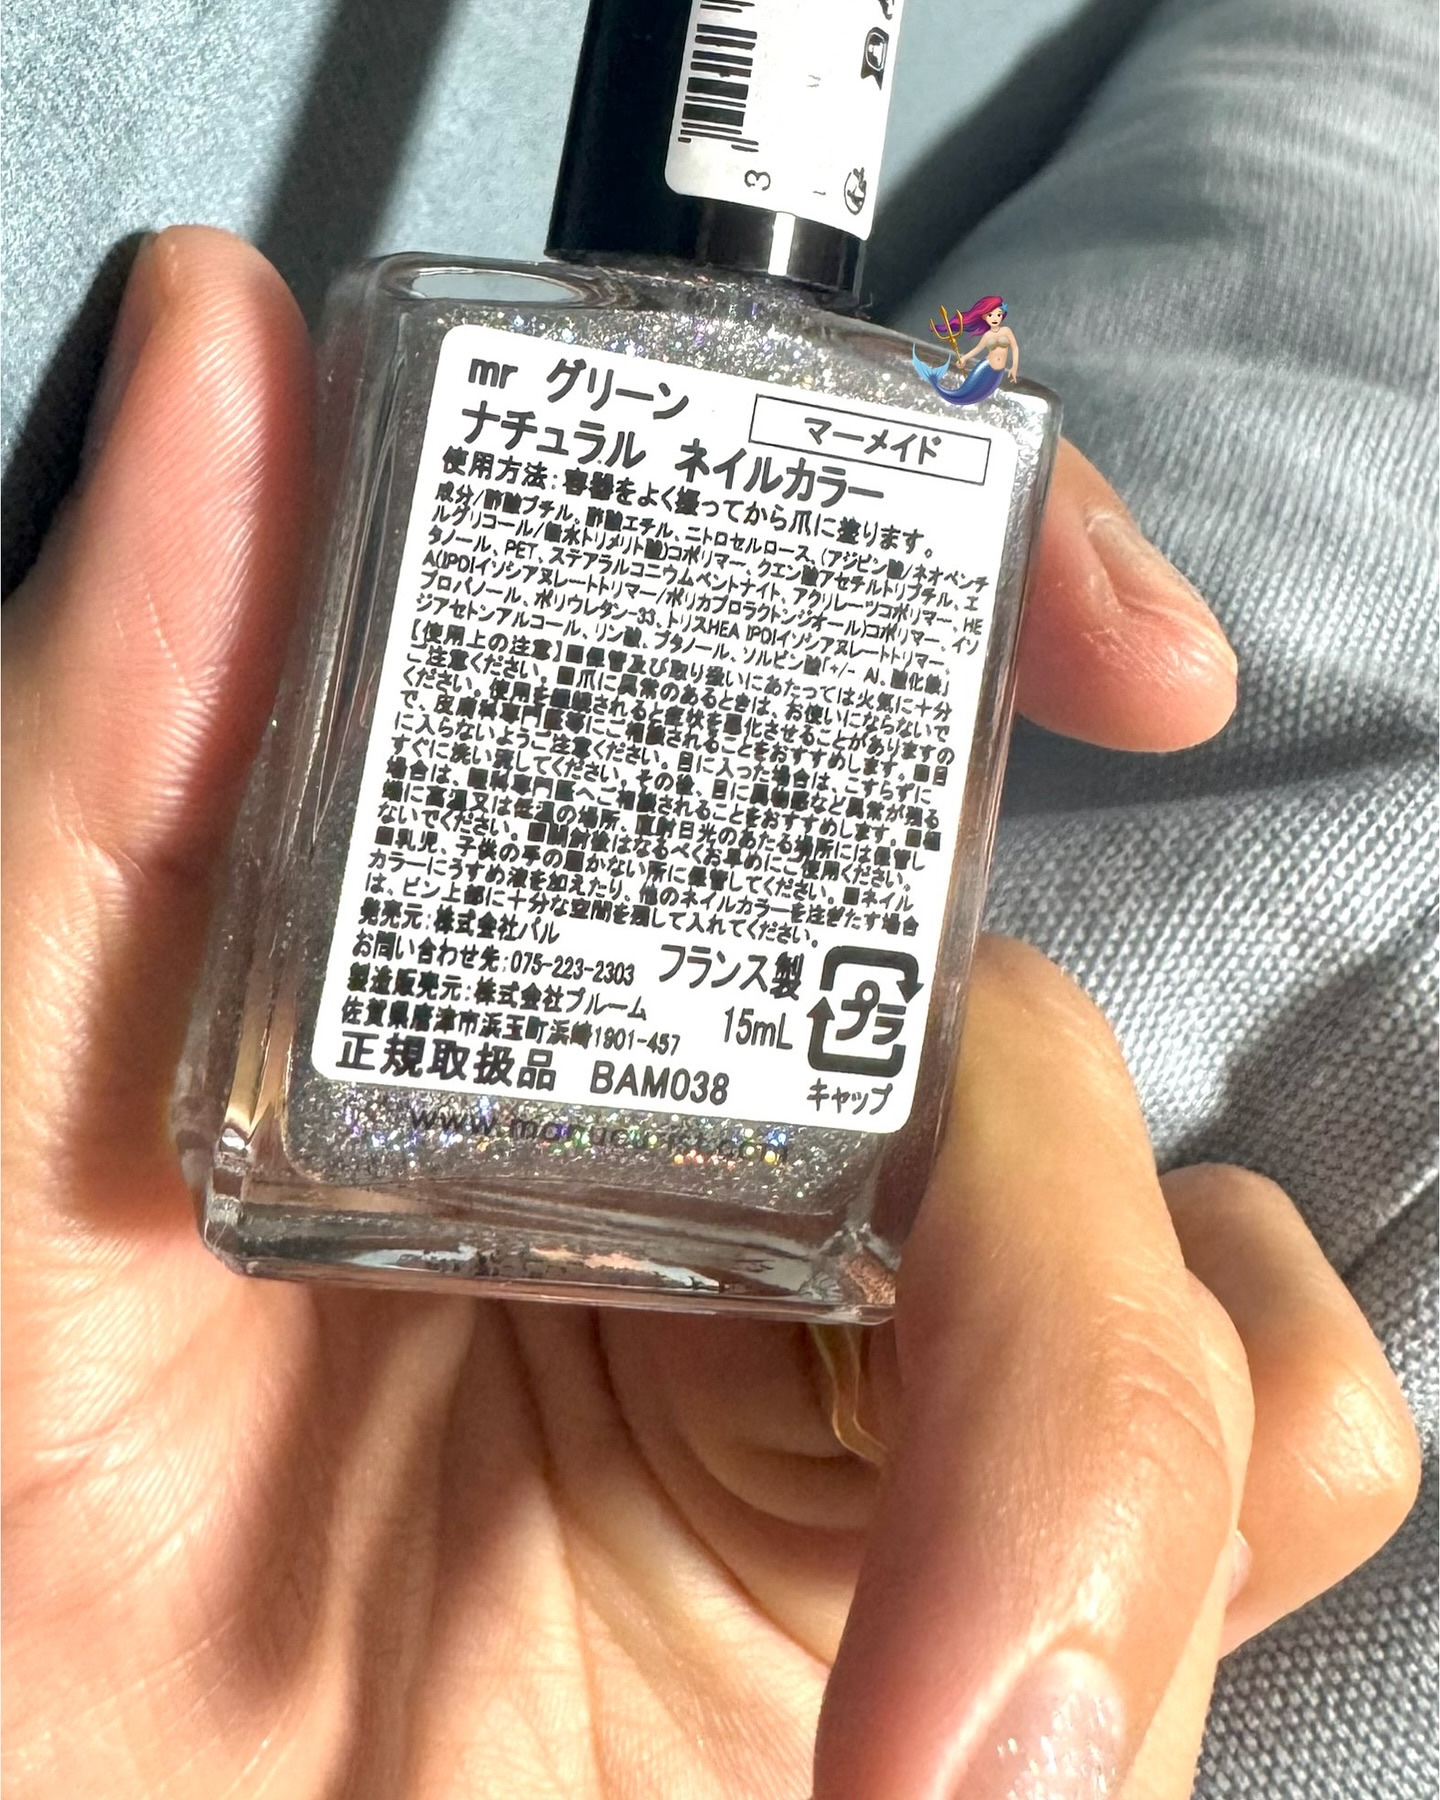 3
mr グリーン
マーメイド
ナチュラル ネイルカラー
使用方法:容器をよく振ってから爪に塗ります。
成分/酢酸ブチル、酢酸エチル、ニトロセルロース、(アジピン酸/ネオペンチ
ルグリコール/無水トリメリト酸)コポリマー、クエン酸アセチルトリブチル、エ
タノール、PET、ステアラルコニウムベントナイト、アクリレーツコポリマー、HE
A(IPDIイソシアヌレートトリマー/ポリカプロラクトンジオール)コポリマー、イソ
プロパノール、ポリウレタン-33、トリスHEA IPDIイソシアヌレートトリマー、
ジアセトンアルコール、リン酸、ブタノール、ソルビン酸「+/- Al、酸化鉄」
【使用上の注意】■保管及び取り扱いにあたっては火気に十分
ご注意ください。■爪に異常のあるときは、お使いにならないで
ください。使用を継続されると症状を悪化させることがありますの
で、皮膚科専門医等にご相談されることをおすすめします。■目
に入らないようご注意ください。目に入った場合は、こすらずに
すぐに洗い流してください。その後、目に異物感など異常が残る
場合は、眼科専門医へご相談されることをおすすめします。■極
端に高温又は低温の場所、直射日光のあたる場所には保管し
ないでください。■開封後はなるべくお早めにご使用ください。
■乳児、子供の手の届かない所に保管してください。■ネイル
カラーにうすめ液を加えたり、他のネイルカラーを注ぎたす場合
は、ビン上部に十分な空間を残して入れてください。
発売元:株式会社パル
お問い合わせ先:075-223-2303
フランス製
製造販売元:株式会社プルーム
15mL
プラ
佐賀県唐津市浜玉町浜崎1901-457
キャップ
正規取扱品 BAM038